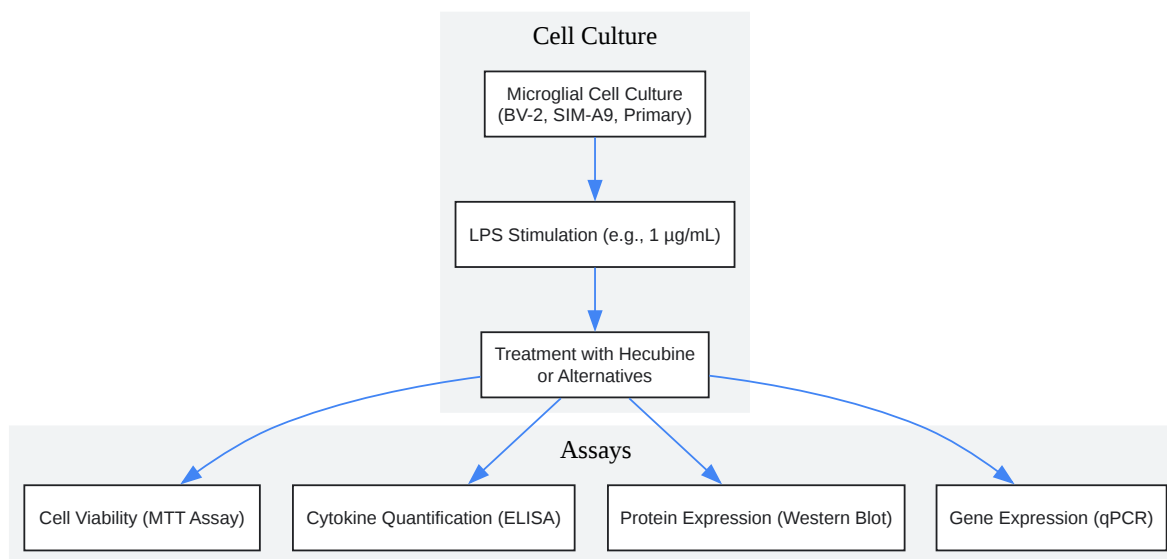 Cell Culture
Microglial Cell Culture
(BV-2, SIM-A9, Primary)
LPS Stimulation (e.g., 1 µg/mL)
Treatment with Hecubine
or Alternatives
Assays
Cell Viability (MTT Assay)
Cytokine Quantification (ELISA)
Protein Expression (Western Blot)
Gene Expression (qPCR)